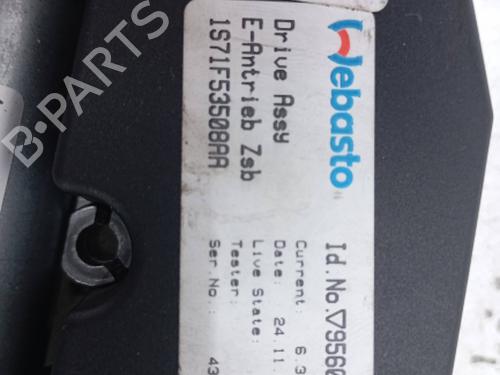 Webasto
Drive Assy
E-Antrieb Zsb
1S71F53508AA
Id.No.▽9560
Current: 6.3
Date: 24.11.
Live State:
Tester:
Ser.No.: 43
B-PARTS